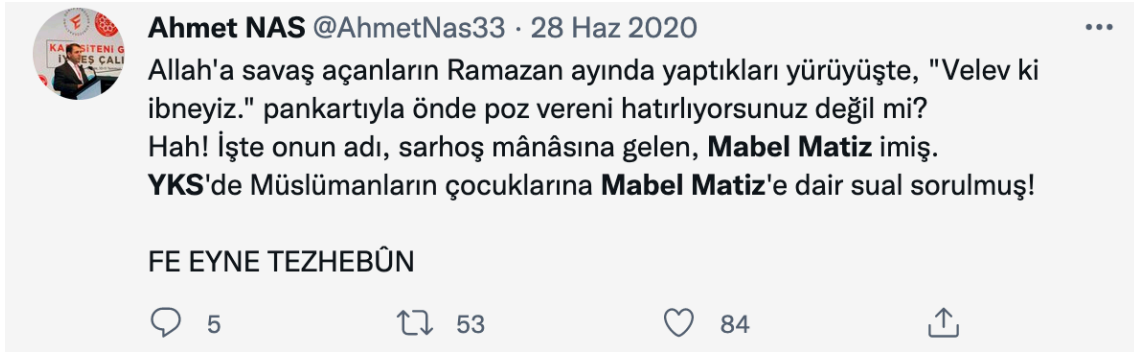 Ahmet NAS @AhmetNas33 · 28 Haz 2020
Allah'a savaş açanların Ramazan ayında yaptıkları yürüyüşte, "Velev ki
ibneyiz." pankartıyla önde poz vereni hatırlıyorsunuz değil mi?
Hah! İşte onun adı, sarhoş mânâsına gelen, Mabel Matiz imiş.
YKS'de Müslümanların çocuklarına Mabel Matiz'e dair sual sorulmuş!
FE EYNE TEZHEBÛN
5 53 84